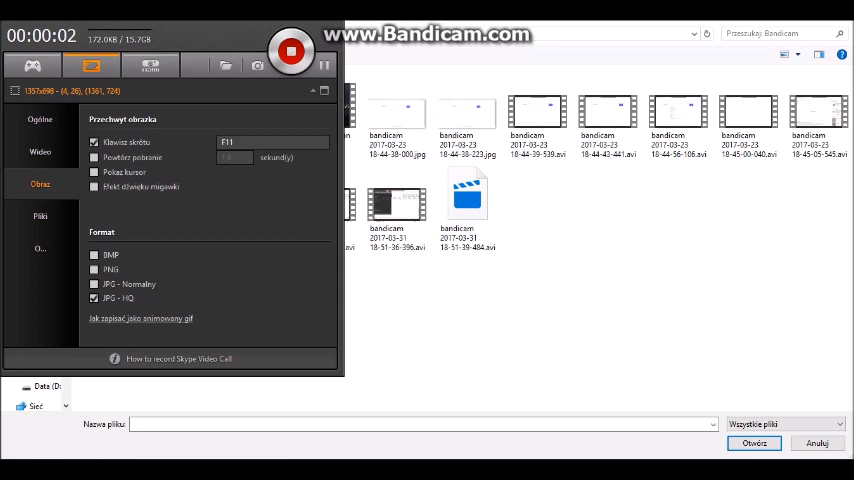 00:00:02
172.0KB / 15.7GB
www.Bandicam.com
Przeszukaj Bandicam
HDMI
1357x698 - (4, 26), (1361, 724)
Ogólne
Wideo
Obraz
Pliki
O...
Przechwyt obrazka
Klawisz skrótu
F11
Powtórz pobranie
1.0
sekund(y)
Pokaż kursor
Efekt dźwięku migawki
Format
BMP
PNG
JPG - Normalny
JPG - HQ
Jak zapisać jako animowany gif
How to record Skype Video Call
bandicam
2017-03-23
18-44-38-000.jpg
bandicam
2017-03-23
18-44-38-223.jpg
bandicam
2017-03-23
18-44-39-539.avi
bandicam
2017-03-23
18-44-43-441.avi
bandicam
2017-03-23
18-44-56-106.avi
bandicam
2017-03-23
18-45-00-040.avi
bandicam
2017-03-23
18-45-05-545.avi
bandicam
2017-03-31
18-51-36-396.avi
bandicam
2017-03-31
18-51-39-484.avi
Data (D:
Sieć
Nazwa pliku:
Wszystkie pliki
Otwórz
Anuluj